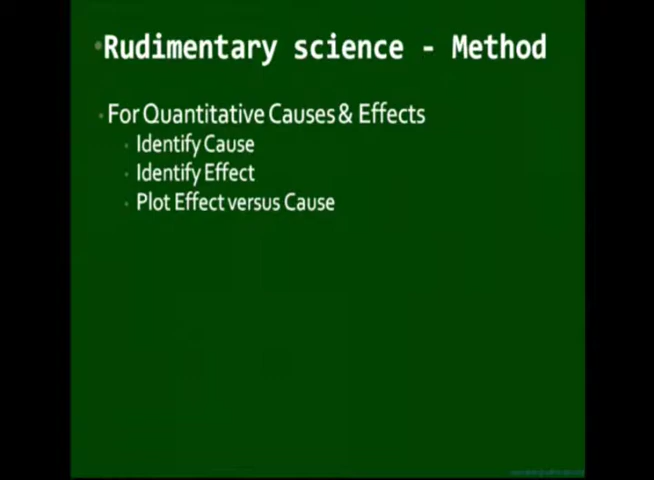 Rudimentary science - Method
For Quantitative Causes & Effects
Identify Cause
Identify Effect
Plot Effect versus Cause